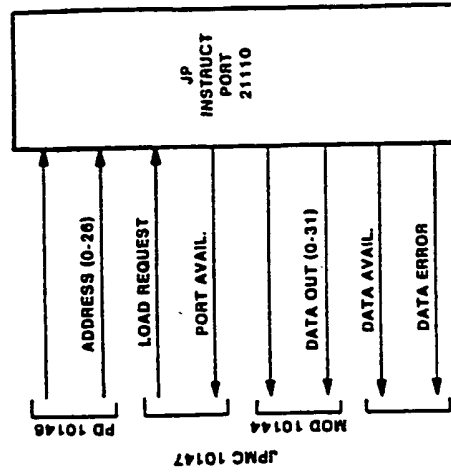 JP
INSTRUCT
PORT
21110
ADDRESS (0-26)
LOAD REQUEST
PORT AVAIL.
DATA OUT (0-31)
DATA AVAIL.
DATA ERROR
PD 10146
MOD 10144
JPMC 10147